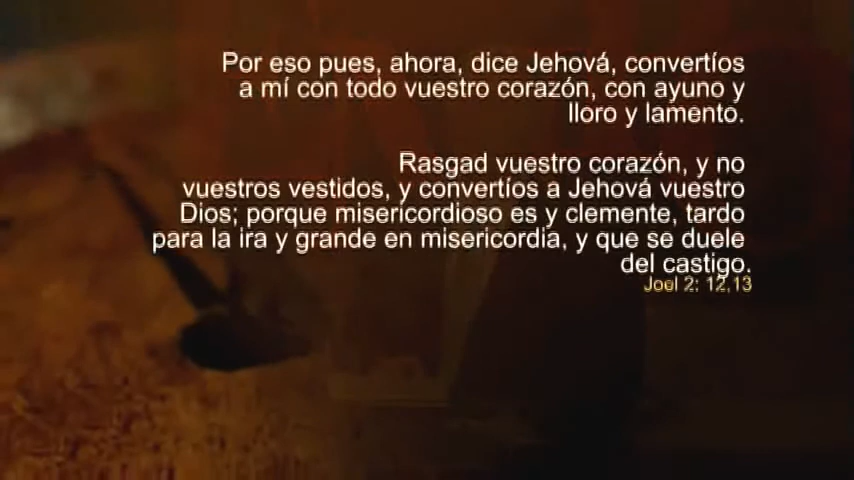 Por eso pues, ahora, dice Jehová, convertíos
a mí con todo vuestro corazón, con ayuno y
lloro y lamento.
Rasgad vuestro corazón, y no
vuestros vestidos, y convertíos a Jehová vuestro
Dios; porque misericordioso es y clemente, tardo
para la ira y grande en misericordia, y que se duele
del castigo.
Joel 2: 12,13